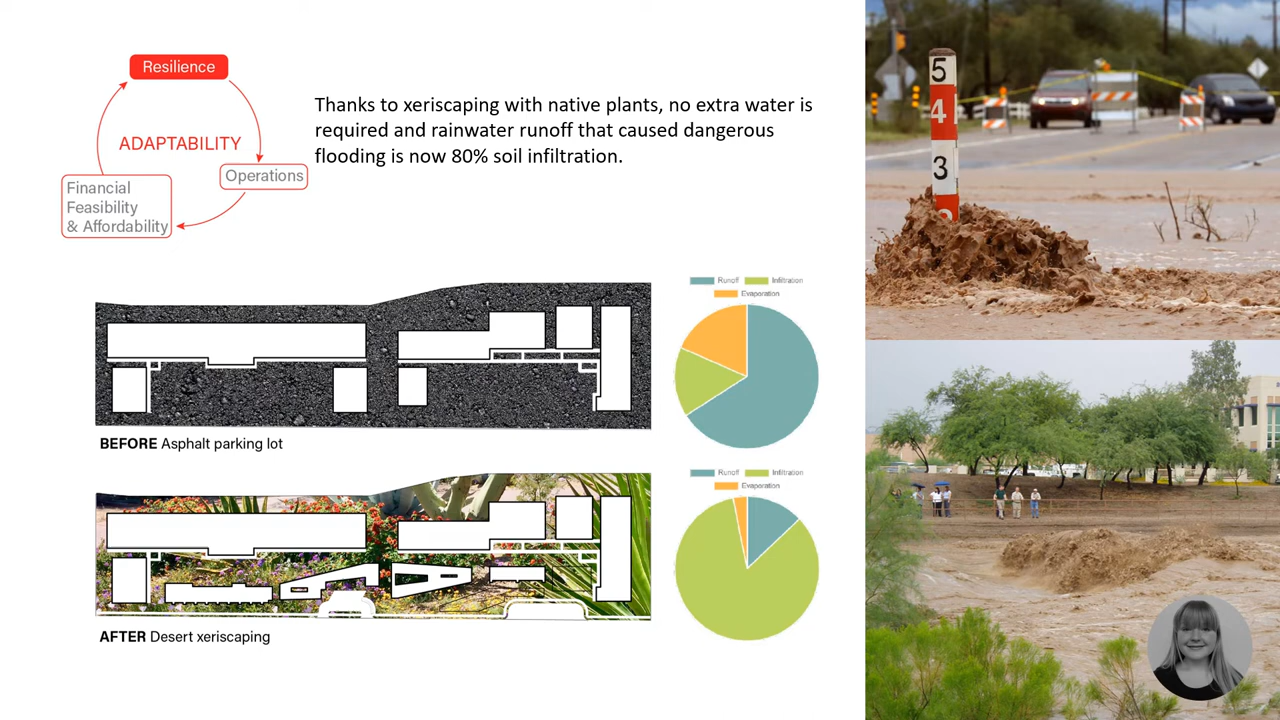 Resilience
ADAPTABILITY
Operations
Financial
Feasibility
& Affordability
Thanks to xeriscaping with native plants, no extra water is
required and rainwater runoff that caused dangerous
flooding is now 80% soil infiltration.
Runoff Infiltration
Evaporation
BEFORE Asphalt parking lot
Runoff Infiltration
Evaporation
AFTER Desert xeriscaping
5
4
3